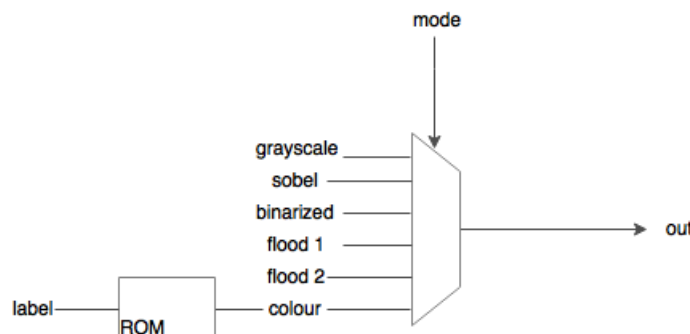 mode
grayscale
sobel
binarized
flood 1
flood 2
label
colour
ROM
out